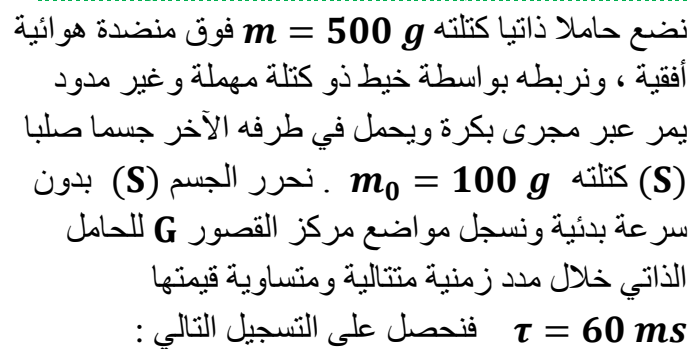 نضع حاملا ذاتيا كتلته m = 500 g فوق منضدة هوائية
أفقية ، ونربطه بواسطة خيط ذو كتلة مهملة وغير مدود
يمر عبر مجرى بكرة ويحمل في طرفه الآخر جسما صلبا
(S) كتلته m₀ = 100 g . نحرر الجسم (S) بدون
سرعة بدئية ونسجل مواضع مركز القصور G للحامل
الذاتي خلال مدد زمنية متتالية ومتساوية قيمتها
τ = 60 ms فنحصل على التسجيل التالي :